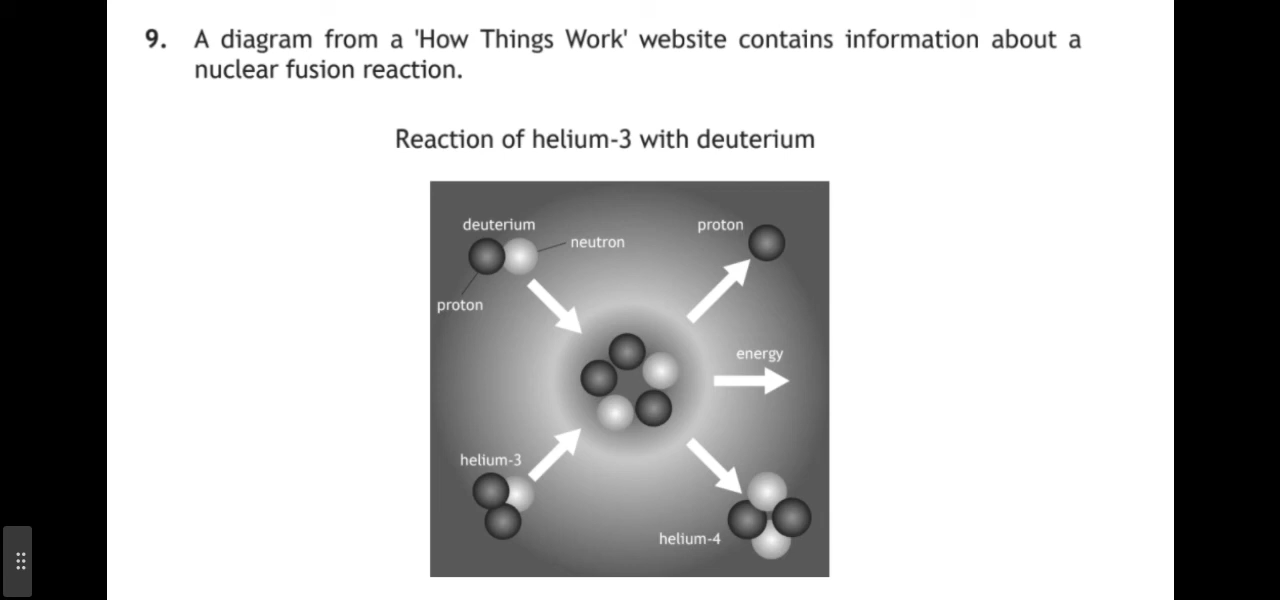 9. A diagram from a 'How Things Work' website contains information about a
nuclear fusion reaction.
Reaction of helium-3 with deuterium
deuterium
neutron
proton
proton
energy
helium-3
helium-4